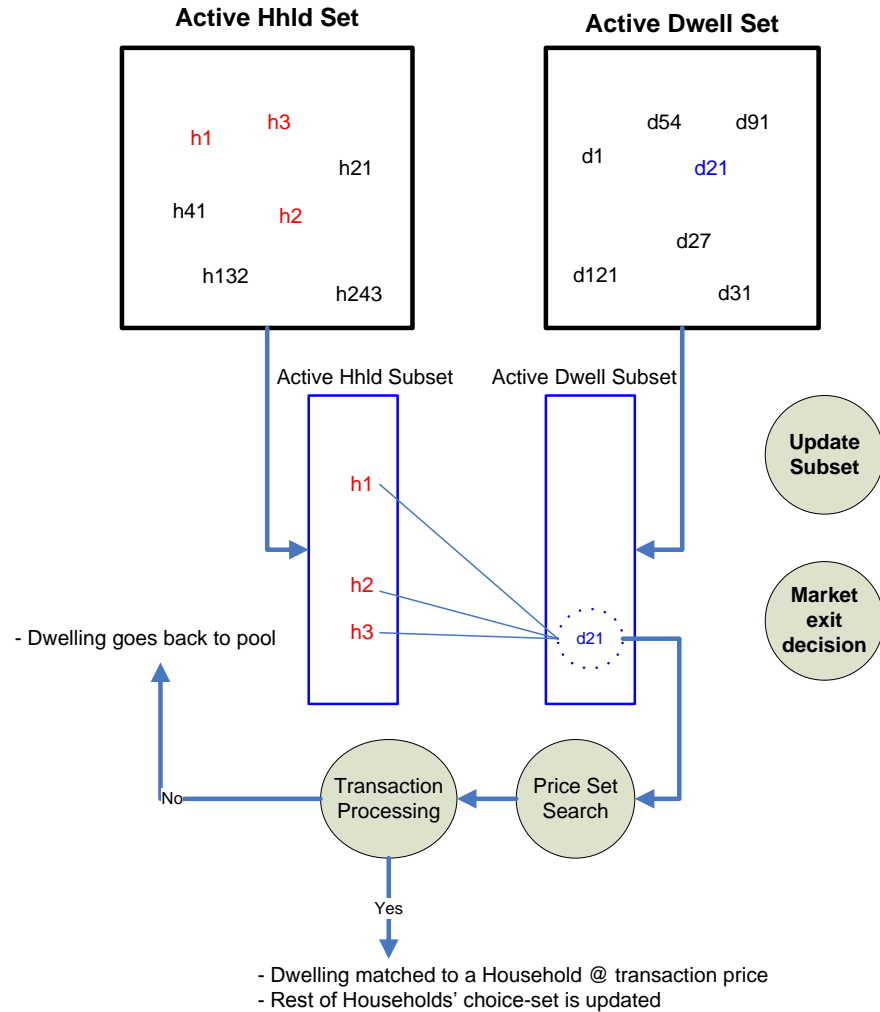 Active Hhld Set
Active Dwell Set
h1
h3
h21
h41
h2
h132
h243
d54
d91
d1
d21
d27
d121
d31
Active Hhld Subset
Active Dwell Subset
h1
h2
h3
d21
Update
Subset
Market
exit
decision
- Dwelling goes back to pool
No
Transaction
Processing
Price Set
Search
Yes
- Dwelling matched to a Household @ transaction price
- Rest of Households' choice-set is updated